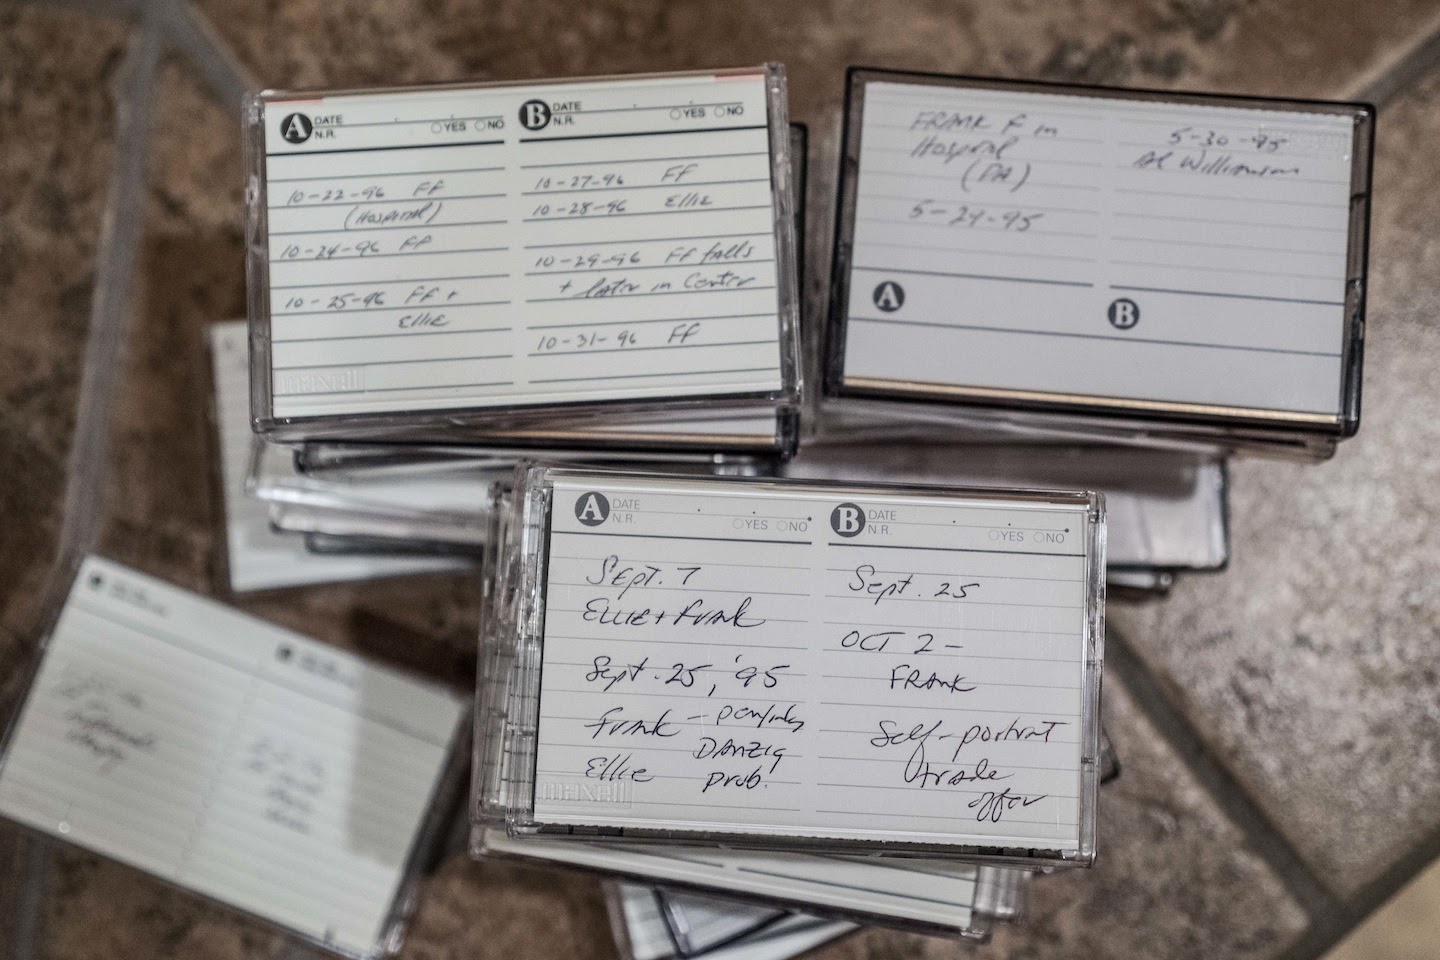 A DATE
N.R. YES NO
10-22-96 FF
(Hospital)
10-24-96 FF
10-25-96 FF +
Ellie
maxell
B DATE
N.R. YES NO
10-27-96 FF
10-28-96 Ellie
10-29-96 FF falls
+ later in Center
10-31-96 FF
FRANK F in
Hospital
(PA)
5-24-95
A
5-30-95
Al Williamson
B
A DATE
N.R. YES NO
Sept. 7
Ellie + Frank
Sept. 25, '95
Frank -
DANZIG
Ellie prob.
maxell
B DATE
N.R. YES NO
Sept. 25
OCT 2 -
FRANK
Self-portrait
trade
offer